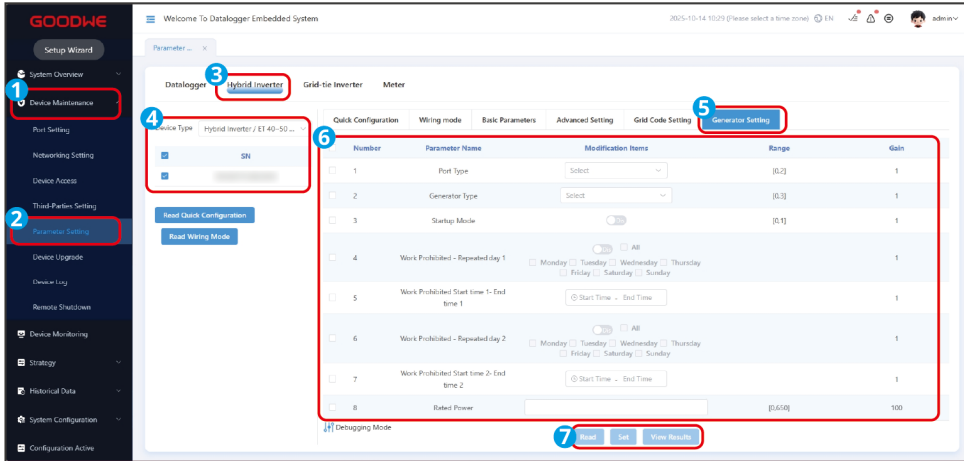 GOODWE
Welcome To Datalogger Embedded System
2025-10-14 10:29 (Please select a time zone)
EN
admin
Setup Wizard
Parameter ... ×
System Overview
1
Device Maintenance
Port Setting
Networking Setting
Device Access
Third-Parties Setting
2
Parameter Setting
Device Upgrade
Device Log
Remote Shutdown
Device Monitoring
Strategy
Historical Data
System Configuration
Configuration Active
3
Datalogger Hybrid Inverter Grid-tie Inverter Meter
4
Device Type Hybrid Inverter / ET 40-50 ...
SN
Read Quick Configuration
Read Wiring Mode
5
Quick Configuration Wiring mode Basic Parameters Advanced Setting Grid Code Setting Generator Setting
6
Number Parameter Name Modification Items Range Gain
1 Port Type Select [0,2] 1
2 Generator Type Select [0,3] 1
3 Startup Mode [0,1] 1
4 Work Prohibited - Repeated day 1 All 1
Monday Tuesday Wednesday Thursday
Friday Saturday Sunday
5 Work Prohibited Start time 1- End time 1 Start Time - End Time 1
6 Work Prohibited - Repeated day 2 All 1
Monday Tuesday Wednesday Thursday
Friday Saturday Sunday
7 Work Prohibited Start time 2- End time 2 Start Time - End Time 1
8 Rated Power [0,650] 100
Debugging Mode
7
Read Set View Results